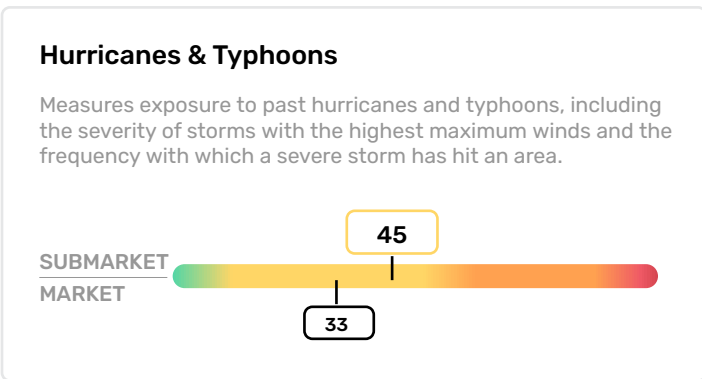 Hurricanes & Typhoons
Measures exposure to past hurricanes and typhoons, including
the severity of storms with the highest maximum winds and the
frequency with which a severe storm has hit an area.
45
SUBMARKET
MARKET
33